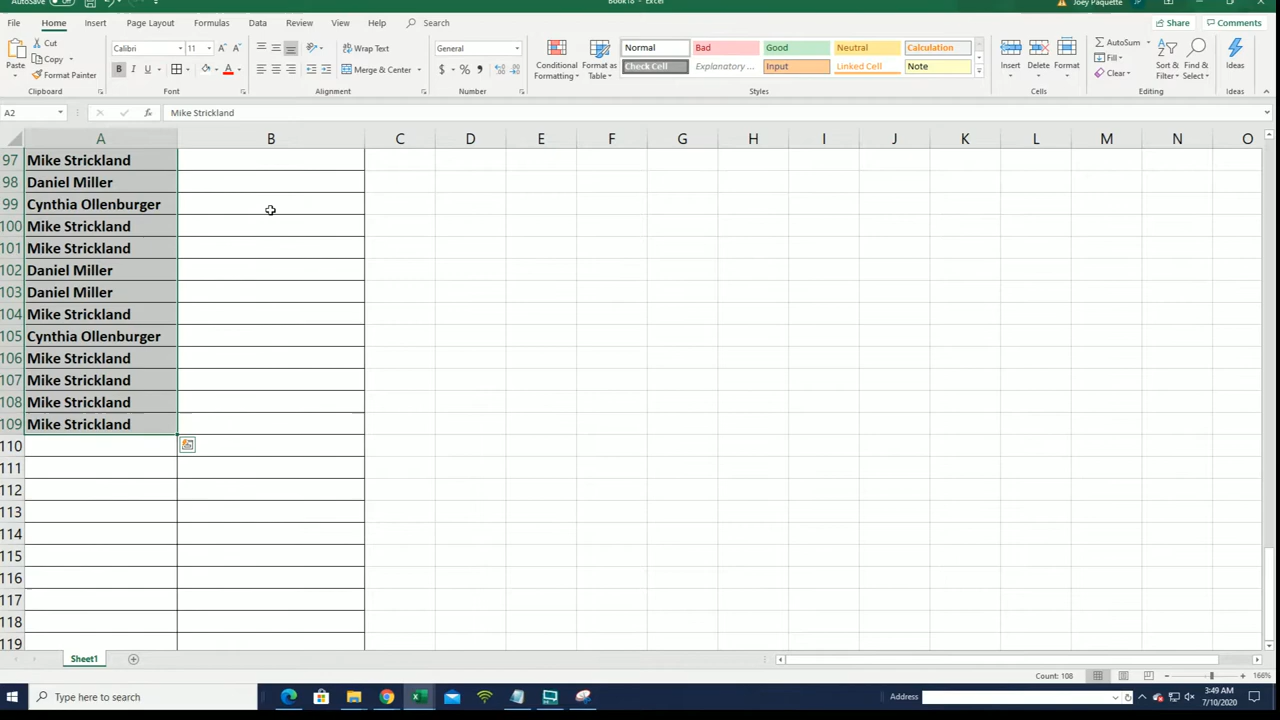 AutoSave Off Book18 - Excel Joey Paquette JP
File Home Insert Page Layout Formulas Data Review View Help Search Share Comments
Paste Cut Copy Format Painter Clipboard
Calibri 11 B I U A Font
Wrap Text Merge & Center Alignment
General $ % Number
Conditional Formatting Format as Table
Normal Bad Good Neutral Calculation
Check Cell Explanatory ... Input Linked Cell Note
Styles
Insert Delete Format Cells
AutoSum Fill Clear Sort & Filter Find & Select Editing
Ideas Ideas
A2 fx Mike Strickland
A B C D E F G H I J K L M N O
97 Mike Strickland
98 Daniel Miller
99 Cynthia Ollenburger
100 Mike Strickland
101 Mike Strickland
102 Daniel Miller
103 Daniel Miller
104 Mike Strickland
105 Cynthia Ollenburger
106 Mike Strickland
107 Mike Strickland
108 Mike Strickland
109 Mike Strickland
110
111
112
113
114
115
116
117
118
119
Sheet1
Count: 108 166%
Type here to search Address 3:49 AM
7/10/2020